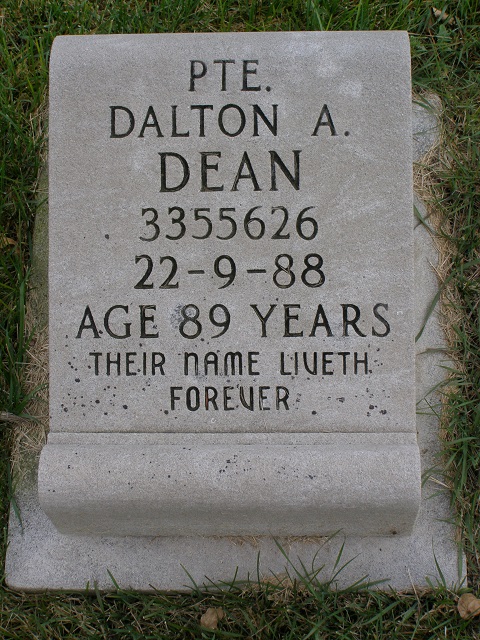 PTE.
DALTON A.
DEAN
3355626
22-9-88
AGE 89 YEARS
THEIR NAME LIVETH
FOREVER